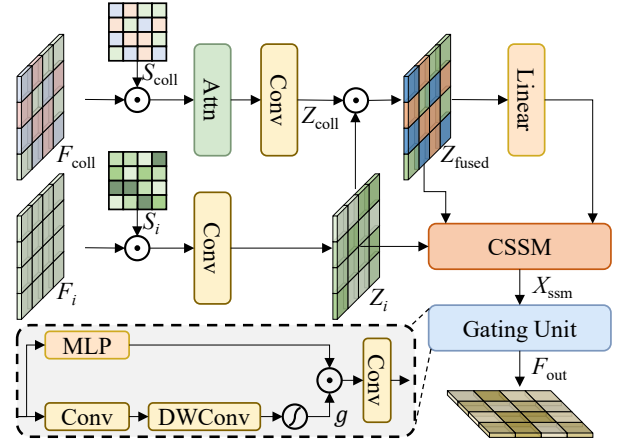 S_coll
Attn
Conv
Z_coll
Linear
F_coll
Z_fused
S_i
Conv
CSSM
F_i
Z_i
X_ssm
Gating Unit
MLP
Conv
F_out
Conv
DWConv
g